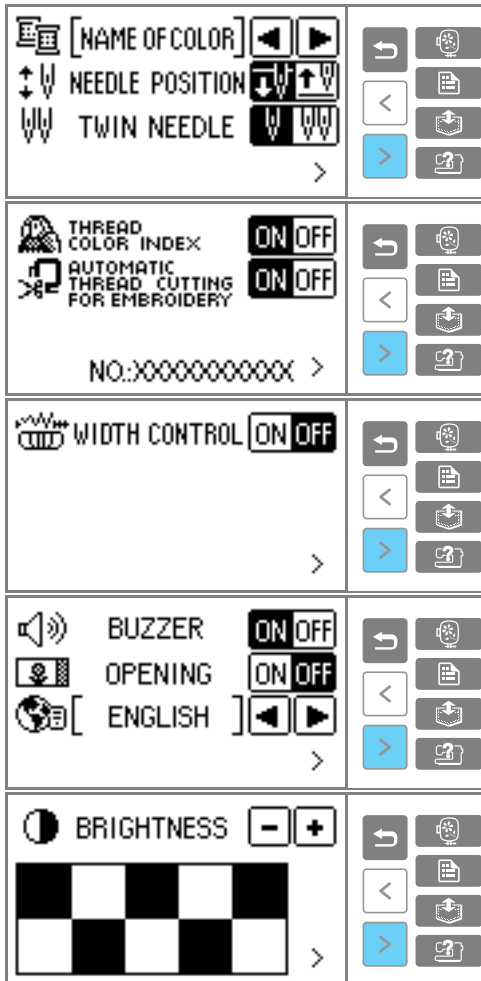 [NAME OF COLOR]
NEEDLE POSITION
TWIN NEEDLE
>
THREAD
COLOR INDEX ON OFF
AUTOMATIC
THREAD CUTTING ON OFF
FOR EMBROIDERY
NO.:XXXXXXXXXXX >
WIDTH CONTROL ON OFF
>
BUZZER ON OFF
OPENING ON OFF
[ ENGLISH ]
>
BRIGHTNESS - +
>